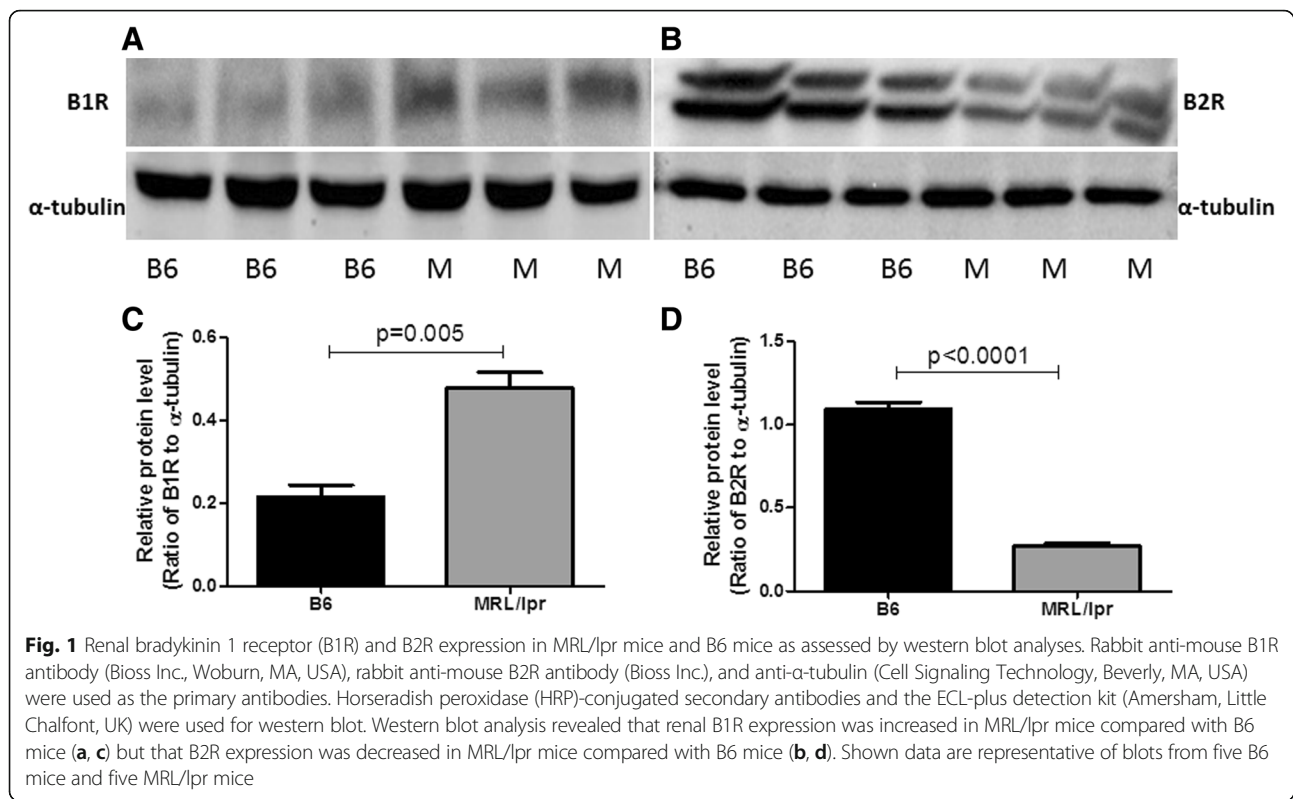 A
B
B1R
B2R
α-tubulin
α-tubulin
B6 B6 B6 M M M
B6 B6 B6 M M M
C
p=0.005
Relative protein level
(Ratio of B1R to α-tubulin)
0.6
0.4
0.2
0.0
B6
MRL/lpr
D
p<0.0001
Relative protein level
(Ratio of B2R to α-tubulin)
1.5
1.0
0.5
0.0
B6
MRL/lpr
Fig. 1 Renal bradykinin 1 receptor (B1R) and B2R expression in MRL/lpr mice and B6 mice as assessed by western blot analyses. Rabbit anti-mouse B1R
antibody (Bioss Inc., Woburn, MA, USA), rabbit anti-mouse B2R antibody (Bioss Inc.), and anti-α-tubulin (Cell Signaling Technology, Beverly, MA, USA)
were used as the primary antibodies. Horseradish peroxidase (HRP)-conjugated secondary antibodies and the ECL-plus detection kit (Amersham, Little
Chalfont, UK) were used for western blot. Western blot analysis revealed that renal B1R expression was increased in MRL/lpr mice compared with B6
mice (a, c) but that B2R expression was decreased in MRL/lpr mice compared with B6 mice (b, d). Shown data are representative of blots from five B6
mice and five MRL/lpr mice